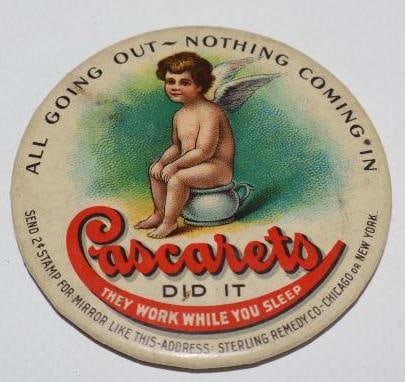 ALL GOING OUT~NOTHING COMING IN
Cascarets
DID IT
THEY WORK WHILE YOU SLEEP
SEND 2¢ STAMP FOR MIRROR LIKE THIS-ADDRESS: STERLING REMEDY CO.-CHICAGO OR NEW YORK.